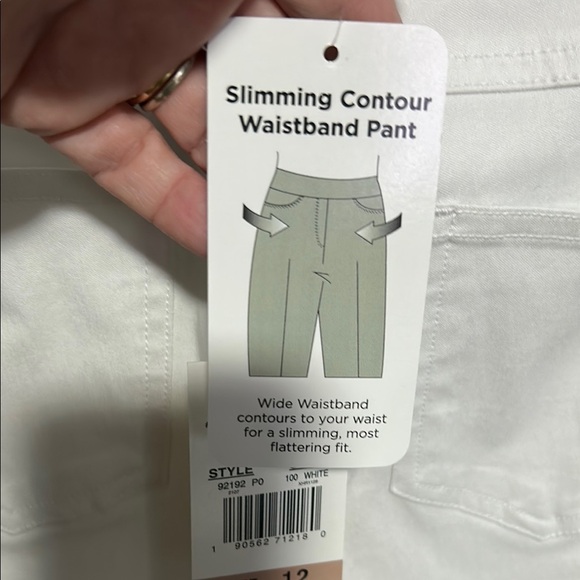 Slimming Contour
Waistband Pant
Wide Waistband
contours to your waist
for a slimming, most
flattering fit.
STYLE
92192 P0 100 WHITE
1 90562 71218 0
12